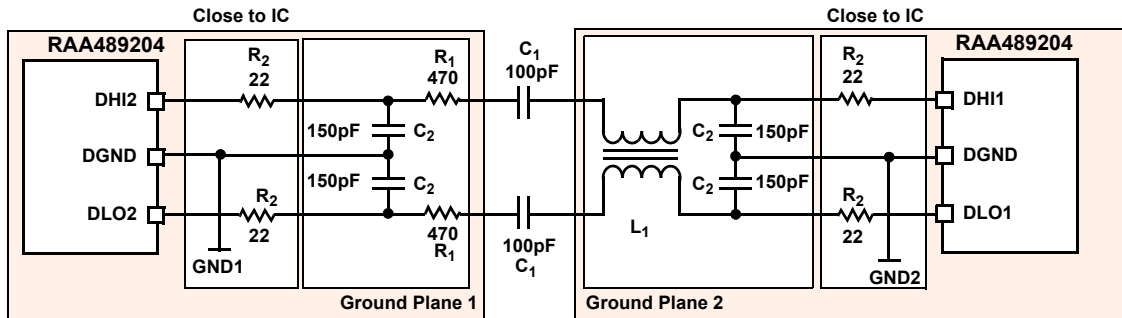 Close to IC
Close to IC
RAA489204
RAA489204
R2
22
R1
470
C1
100pF
R2
22
DHI2
DHI1
150pF
C2
C2
150pF
DGND
DGND
150pF
C2
C2
150pF
R2
R2
DLO2
DLO1
22
470
R1
100pF
C1
L1
22
GND1
GND2
Ground Plane 1
Ground Plane 2